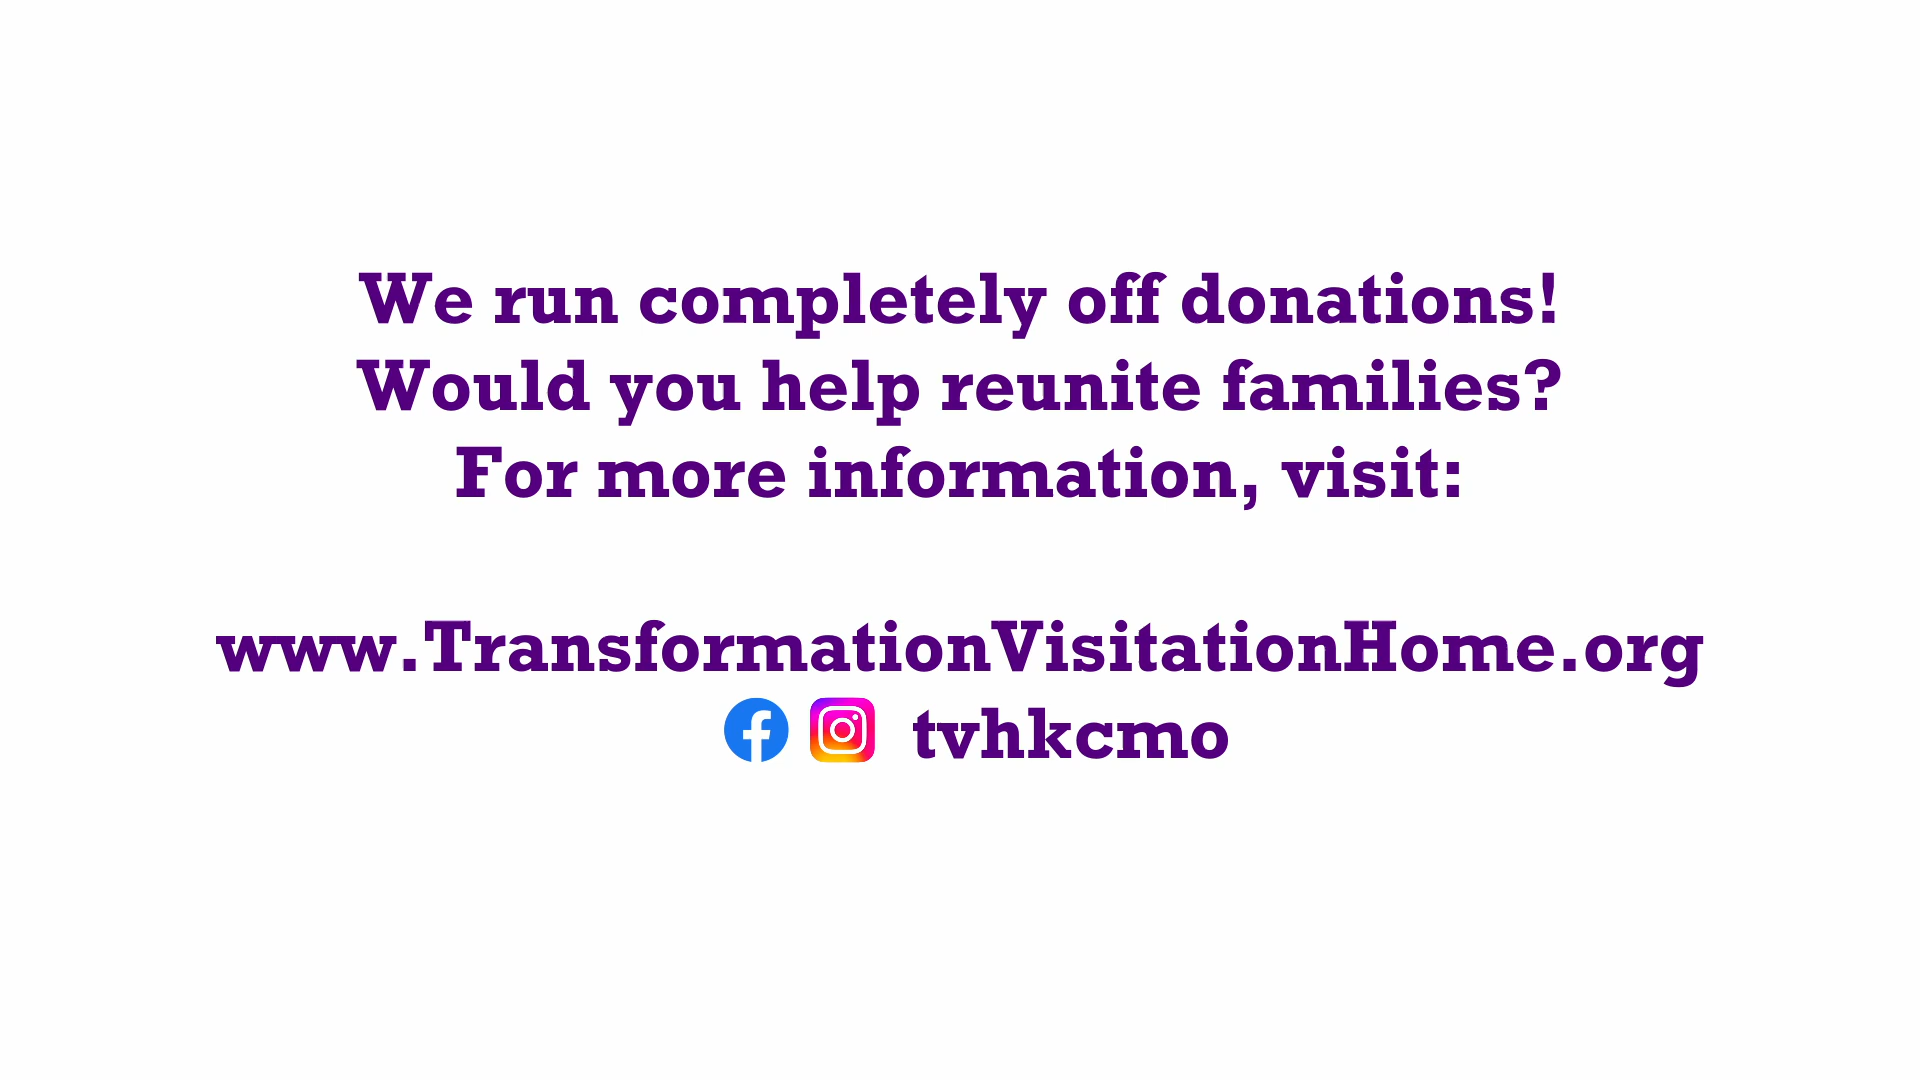 We run completely off donations!
Would you help reunite families?
For more information, visit:
www.TransformationVisitationHome.org
tvhkcmo